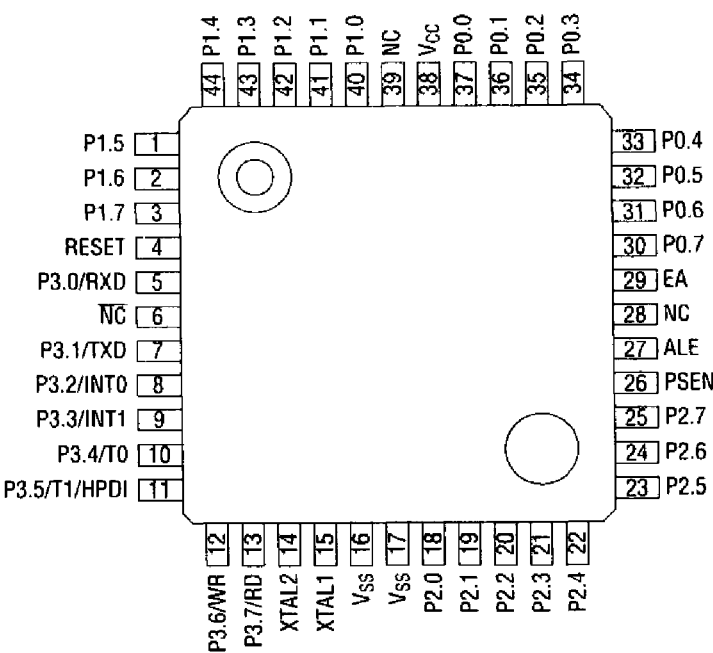 P1.4 P1.3 P1.2 P1.1 P1.0 NC VCC P0.0 P0.1 P0.2 P0.3
44 43 42 41 40 39 38 37 36 35 34
P1.5 1
P1.6 2
P1.7 3
RESET 4
P3.0/RXD 5
NC 6
P3.1/TXD 7
P3.2/INT0 8
P3.3/INT1 9
P3.4/T0 10
P3.5/T1/HPDI 11
33 P0.4
32 P0.5
31 P0.6
30 P0.7
29 EA
28 NC
27 ALE
26 PSEN
25 P2.7
24 P2.6
23 P2.5
12 13 14 15 16 17 18 19 20 21 22
P3.6/WR P3.7/RD XTAL2 XTAL1 VSS VSS P2.0 P2.1 P2.2 P2.3 P2.4